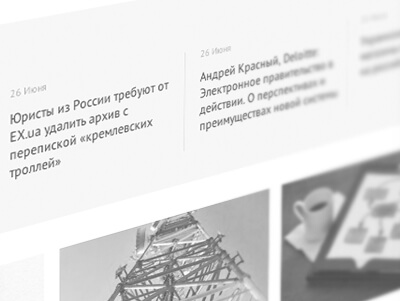 26 Июня
Юристы из России требуют от
EX.ua удалить архив с
перепиской «кремлевских
троллей»
26 Июня
Андрей Красный, Deloitte:
Электронное правительство в
действии. О перспективах и
преимуществах новой системы